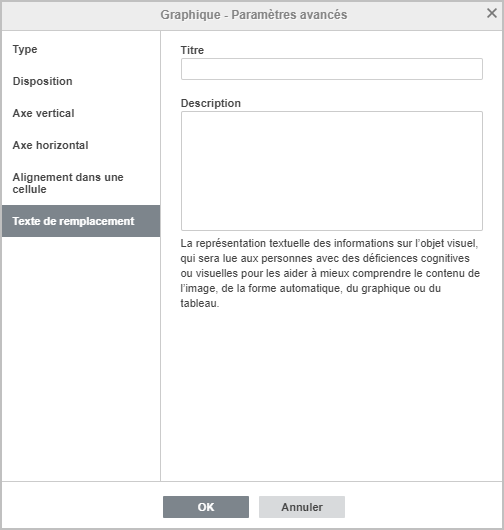 Graphique - Paramètres avancés
Type
Disposition
Axe vertical
Axe horizontal
Alignement dans une
cellule
Texte de remplacement
Titre
Description
La représentation textuelle des informations sur l'objet visuel,
qui sera lue aux personnes avec des déficiences cognitives
ou visuelles pour les aider à mieux comprendre le contenu de
l'image, de la forme automatique, du graphique ou du
tableau.
OK
Annuler